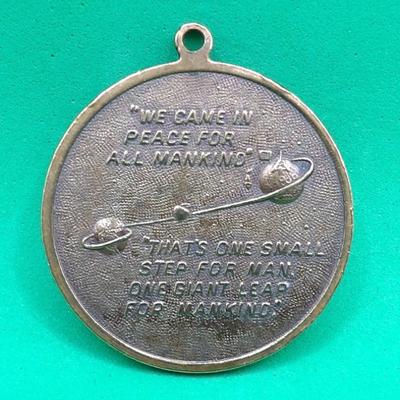 "WE CAME IN
PEACE FOR
ALL MANKIND"
"THAT'S ONE SMALL
STEP FOR MAN,
ONE GIANT LEAP
FOR MANKIND."